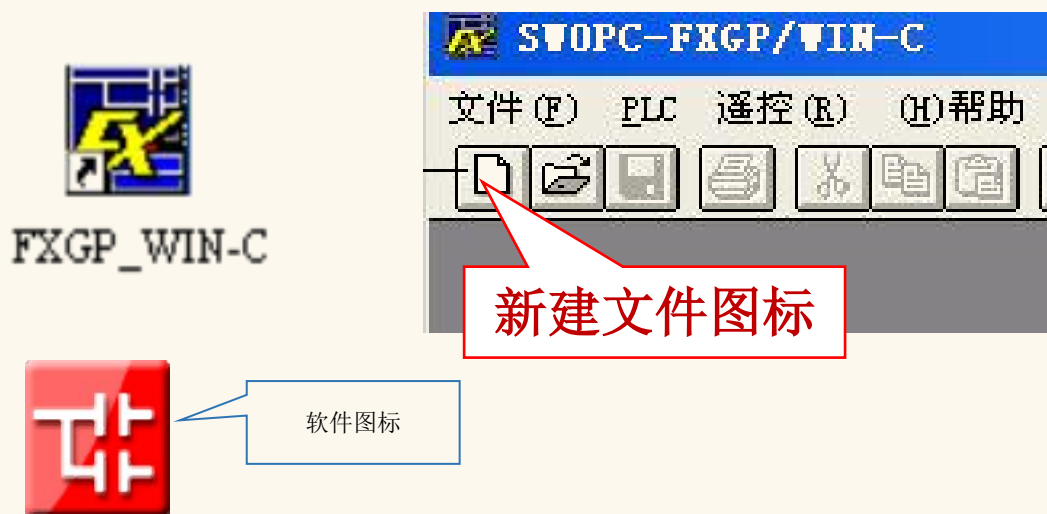 SWOPC-FXGP/WIN-C
文件(F) PLC 遥控(R) (H)帮助
FX
FXGP_WIN-C
新建文件图标
软件图标